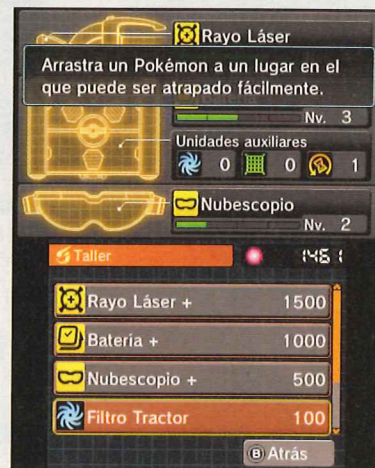 Rayo Láser
Arrastra un Pokémon a un lugar en el
que puede ser atrapado fácilmente.
Nv. 3
Unidades auxiliares
0 0 1
Nubescopio
Nv. 2
Taller 1461
Rayo Láser + 1500
Batería + 1000
Nubescopio + 500
Filtro Tractor 100
B Atrás